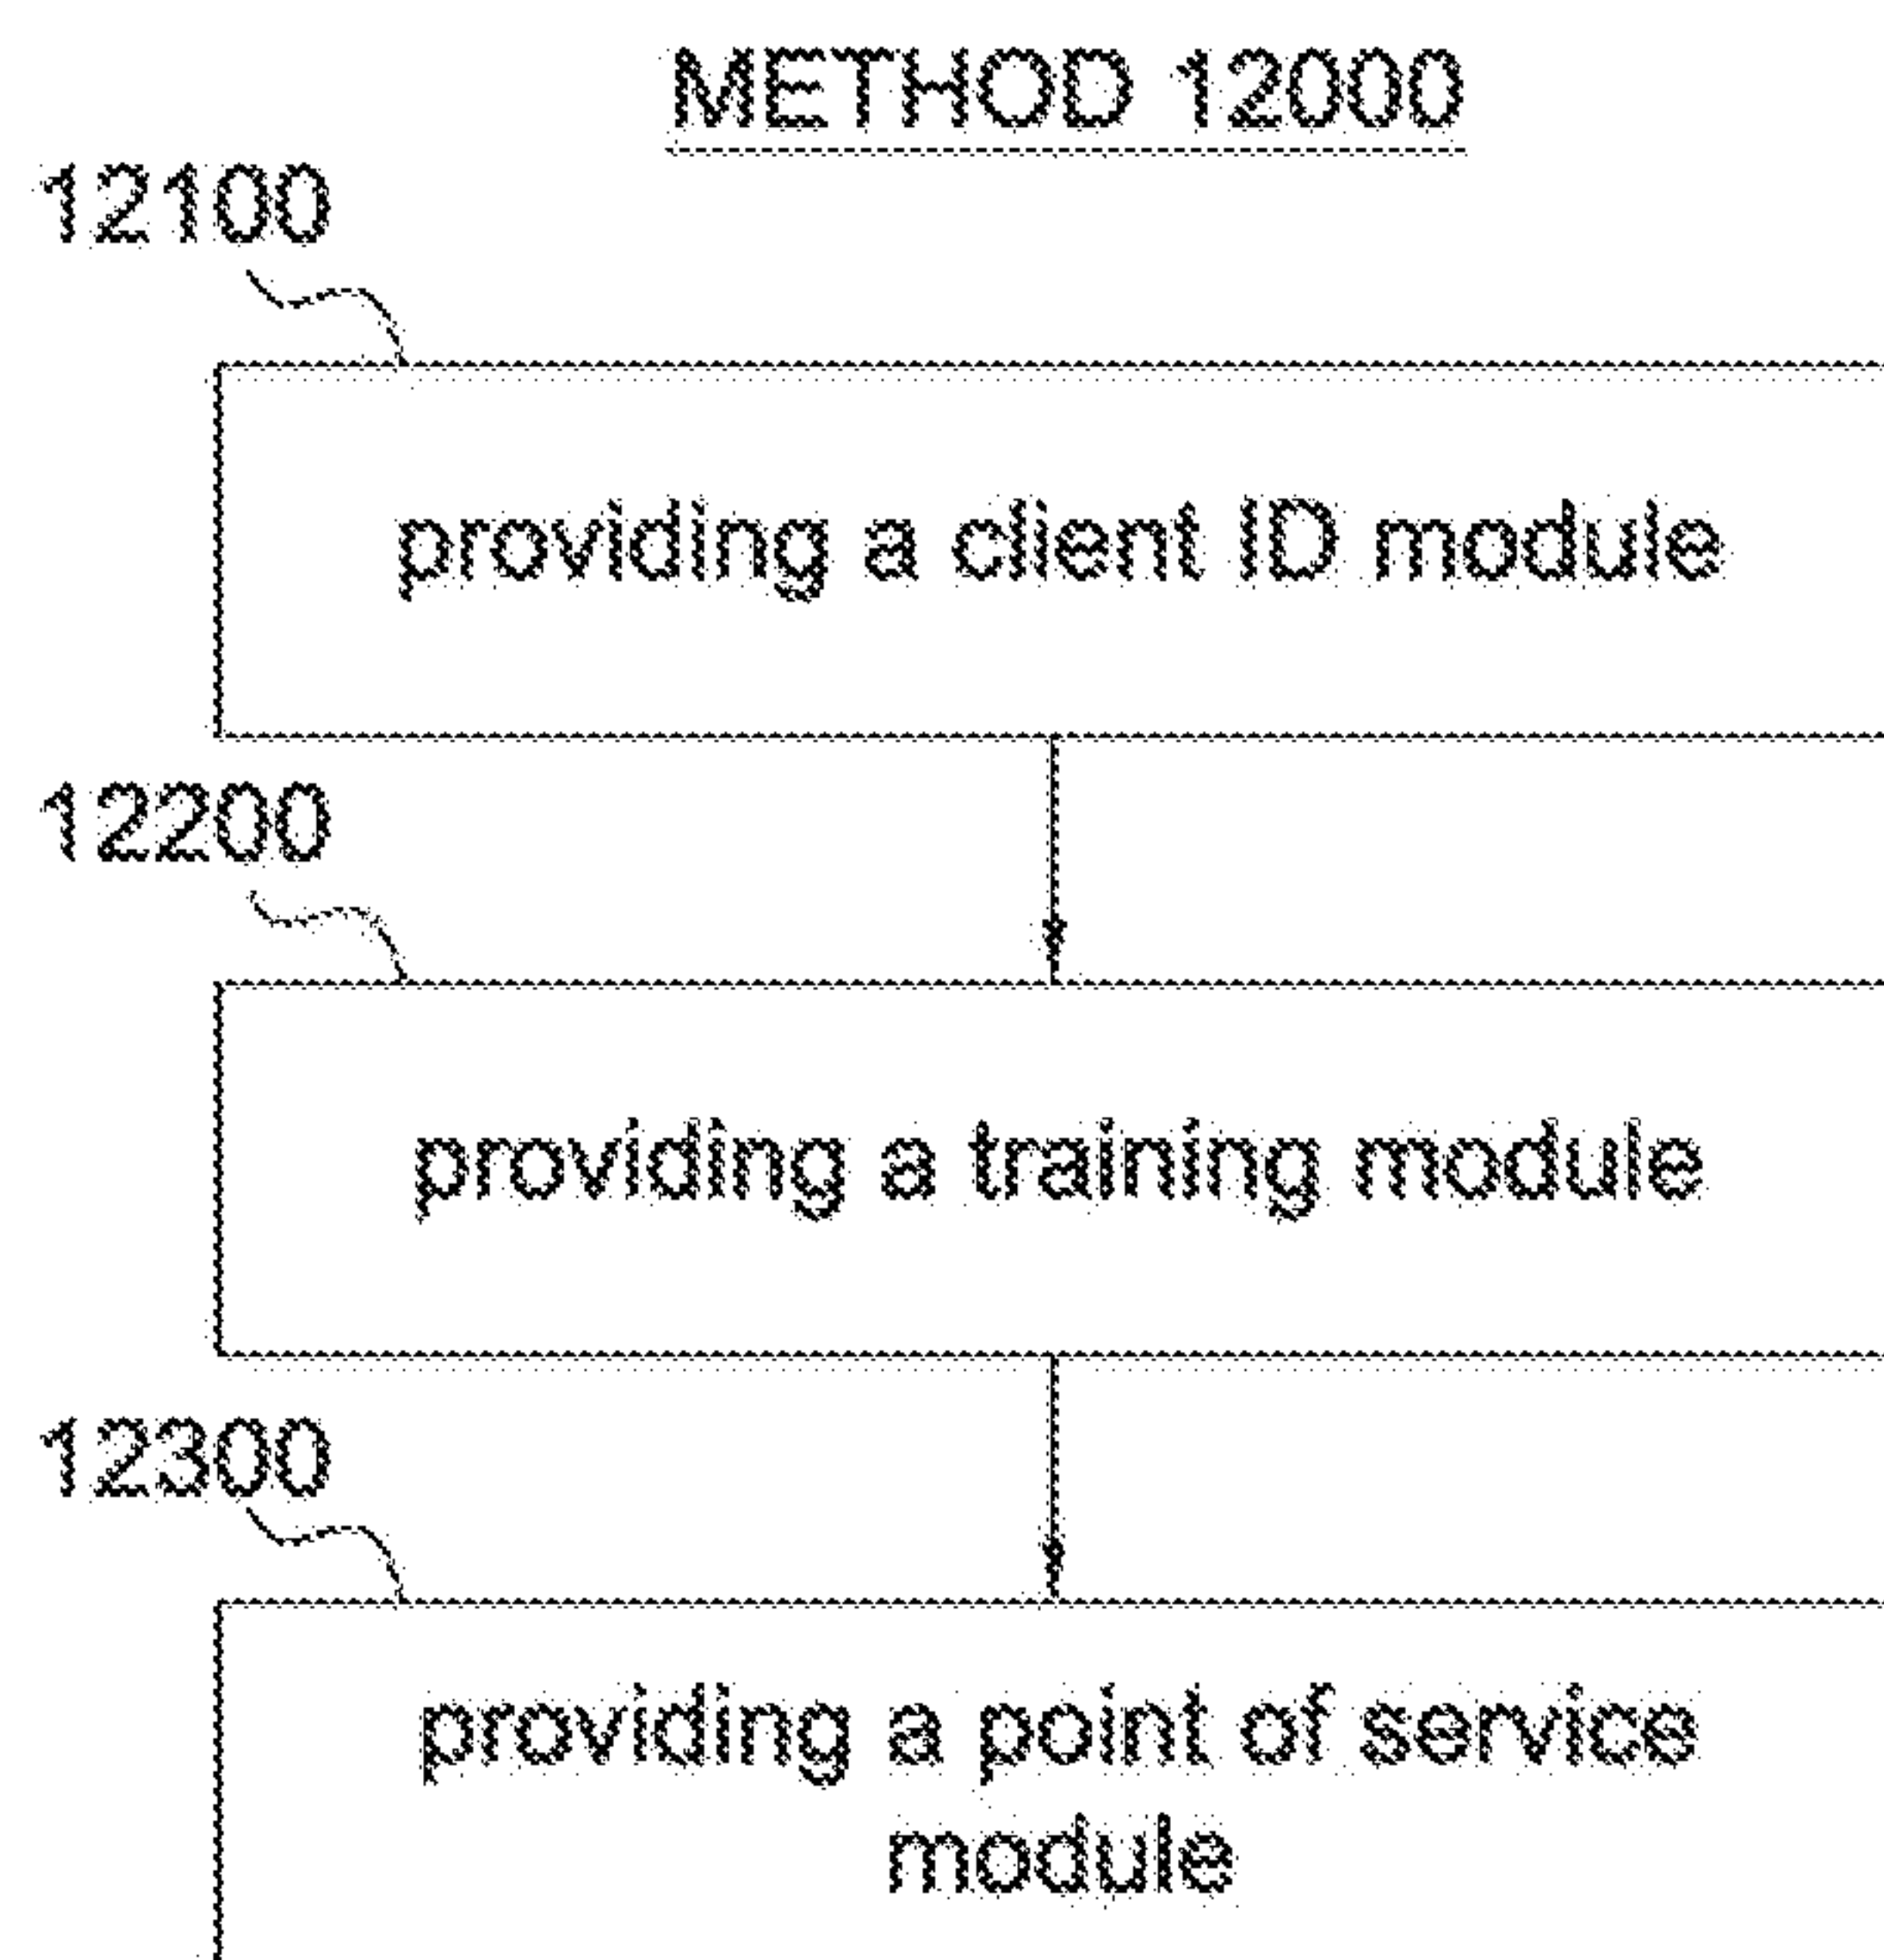 METHOD 12000
12100
providing a client ID module
12200
providing a training module
12300
providing a point of service
module